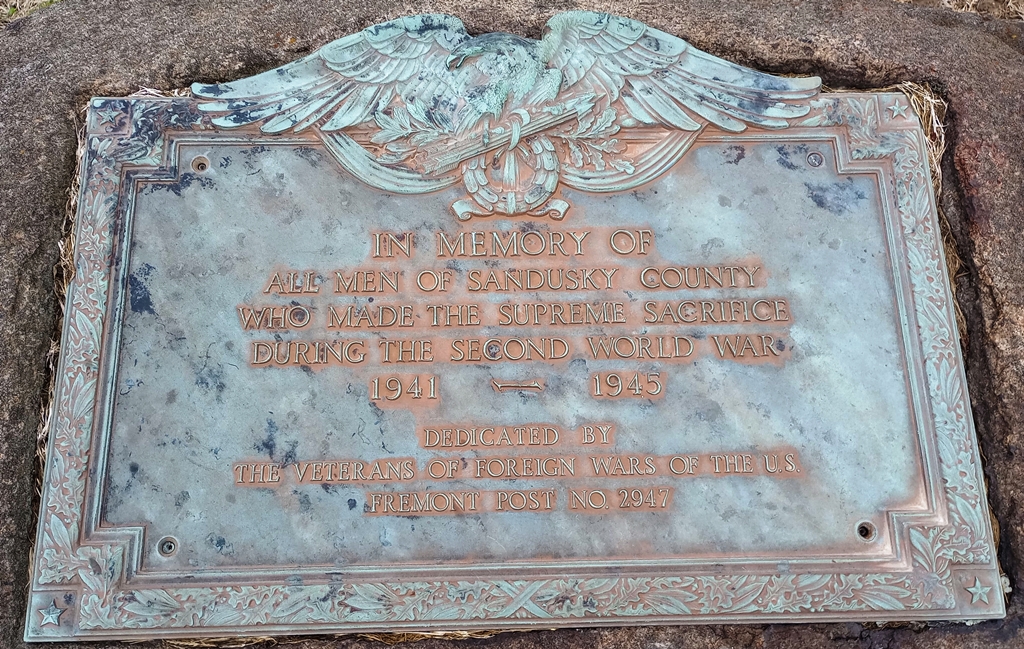 IN MEMORY OF
ALL MEN OF SANDUSKY COUNTY
WHO MADE THE SUPREME SACRIFICE
DURING THE SECOND WORLD WAR
1941 — 1945
DEDICATED BY
THE VETERANS OF FOREIGN WARS OF THE U.S.
FREMONT POST NO. 2947